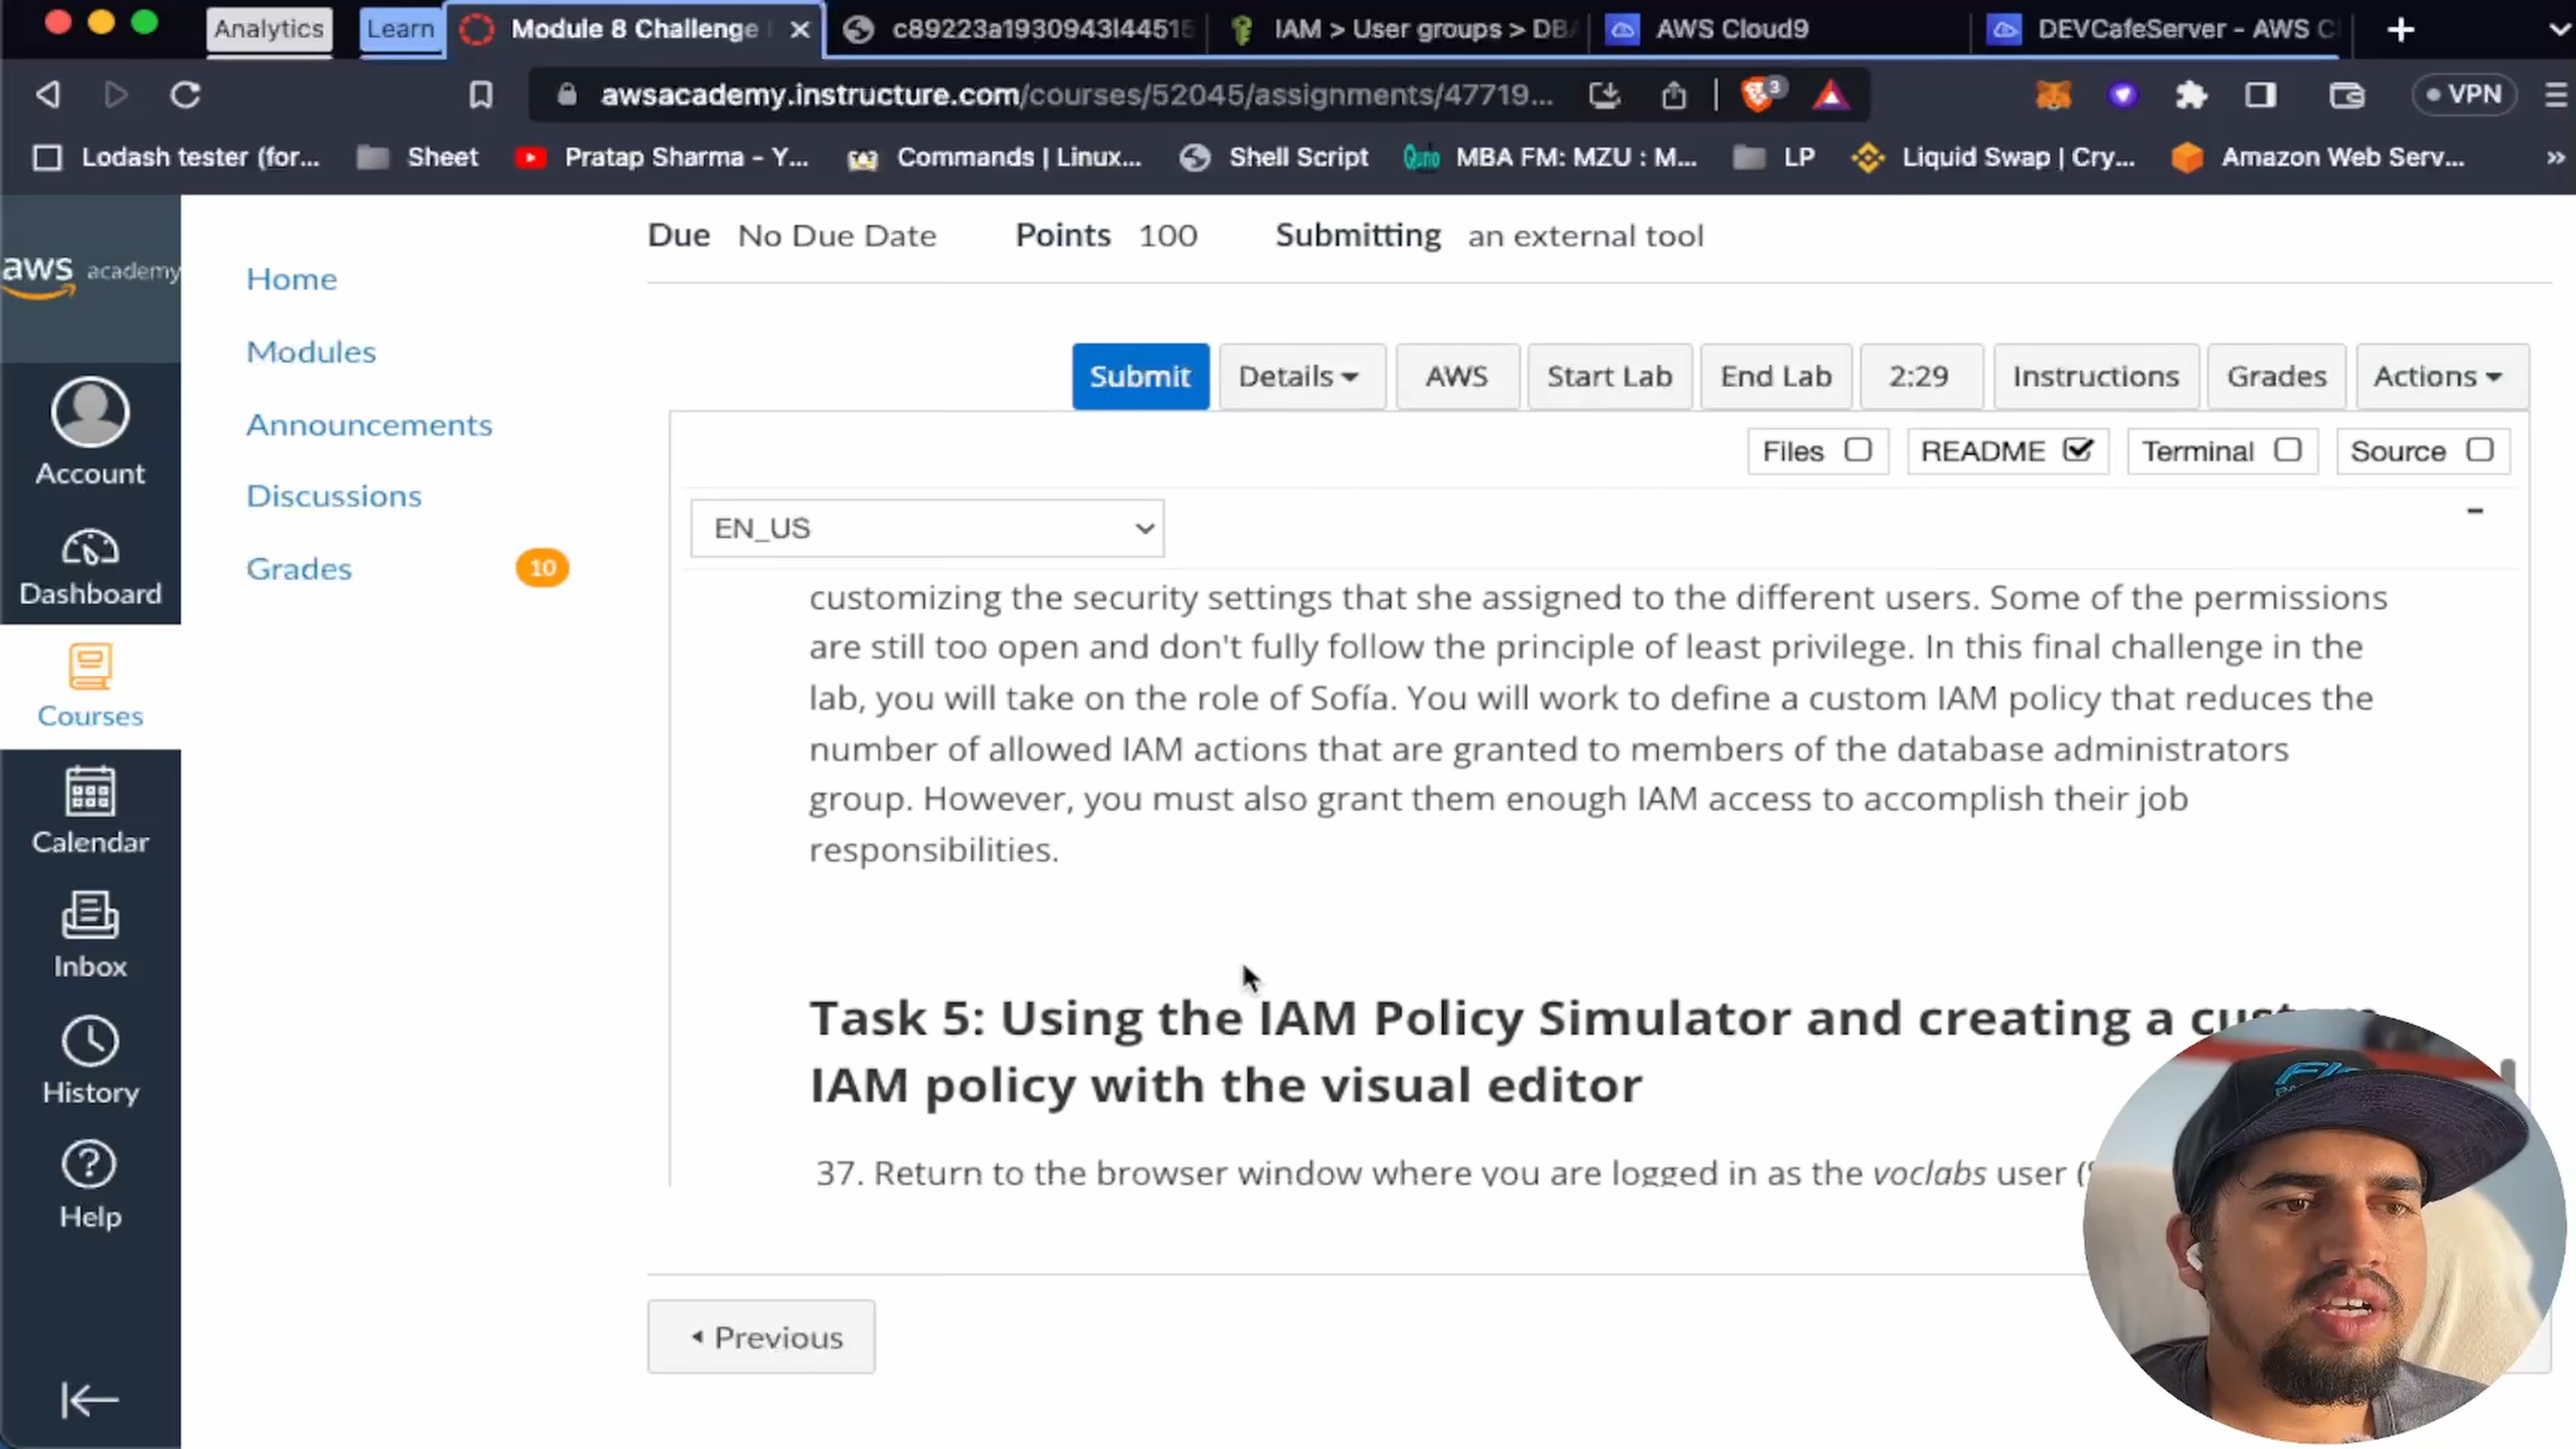 Analytics
Learn
Module 8 Challenge
c89223a1930943l44515
IAM > User groups > DBA
AWS Cloud9
DEVCafeServer - AWS C
awsacademy.instructure.com/courses/52045/assignments/47719...
3
VPN
Lodash tester (for...
Sheet
Pratap Sharma - Y...
Commands | Linux...
Shell Script
MBA FM: MZU : M...
LP
Liquid Swap | Cry...
Amazon Web Serv...
»
aws academy
Account
Dashboard
Courses
Calendar
Inbox
History
Help
Home
Modules
Announcements
Discussions
Grades 10
Due No Due Date Points 100 Submitting an external tool
Submit
Details
AWS
Start Lab
End Lab
2:29
Instructions
Grades
Actions
Files
README
Terminal
Source
EN_US
customizing the security settings that she assigned to the different users. Some of the permissions
are still too open and don't fully follow the principle of least privilege. In this final challenge in the
lab, you will take on the role of Sofía. You will work to define a custom IAM policy that reduces the
number of allowed IAM actions that are granted to members of the database administrators
group. However, you must also grant them enough IAM access to accomplish their job
responsibilities.
Task 5: Using the IAM Policy Simulator and creating a custom
IAM policy with the visual editor
37. Return to the browser window where you are logged in as the voclabs user (
Previous